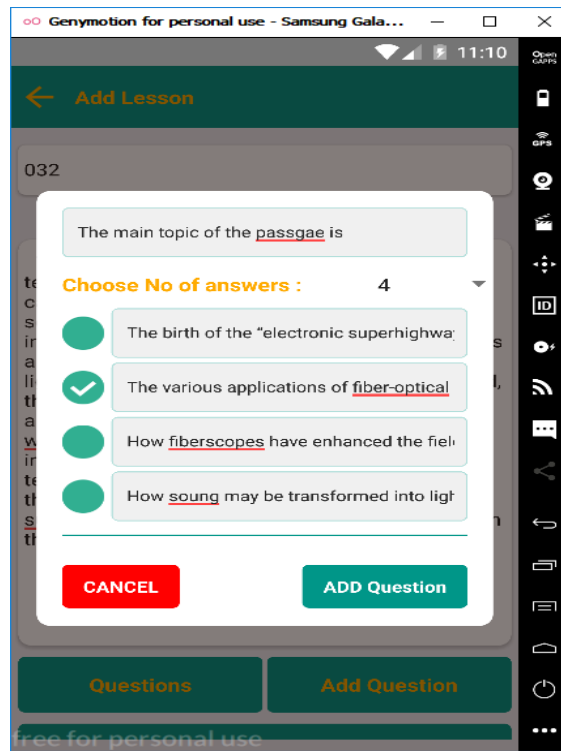 Genymotion for personal use - Samsung Gala...
11:10
Open
GAPPS
Add Lesson
GPS
032
The main topic of the passgae is
Choose No of answers : 4
The birth of the “electronic superhighwa
The various applications of fiber-optical
How fiberscopes have enhanced the fiel
How soung may be transformed into ligh
ID
CANCEL
ADD Question
Questions
Add Question
free for personal use